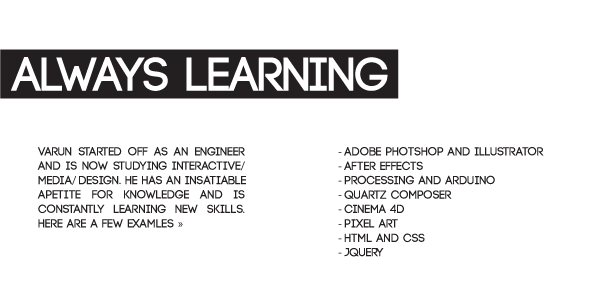 ALWAYS LEARNING
VARUN STARTED OFF AS AN ENGINEER
AND IS NOW STUDYING INTERACTIVE/
MEDIA/DESIGN. HE HAS AN INSATIABLE
APETITE FOR KNOWLEDGE AND IS
CONSTANTLY LEARNING NEW SKILLS.
HERE ARE A FEW EXAMLES »
- ADOBE PHOTSHOP AND ILLUSTRATOR
- AFTER EFFECTS
- PROCESSING AND ARDUINO
- QUARTZ COMPOSER
- CINEMA 4D
- PIXEL ART
- HTML AND CSS
- JQUERY